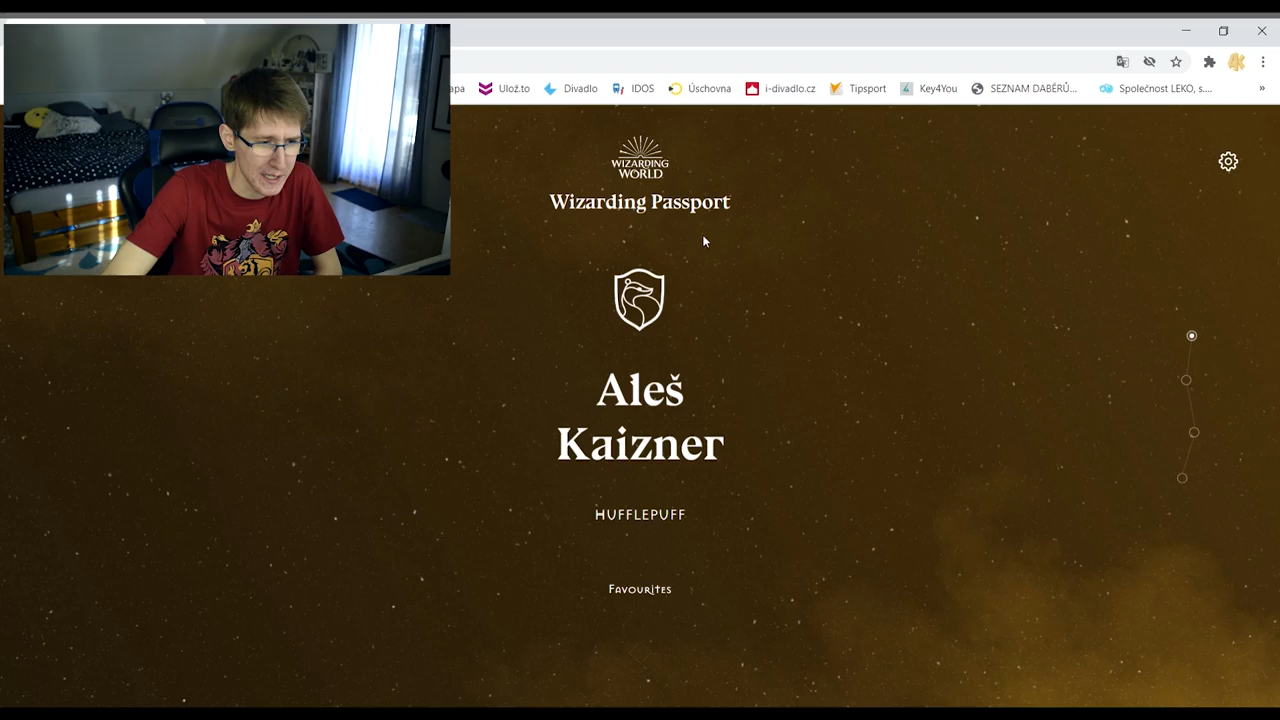 apa Ulož.to Divadlo IDOS Úschovna i-divadlo.cz Tipsport Key4You SEZNAM DABÉRŮ... Společnost LEKO, s.... »
WIZARDING
WORLD
Wizarding Passport
Aleš
Kaizner
HUFFLEPUFF
Favourites